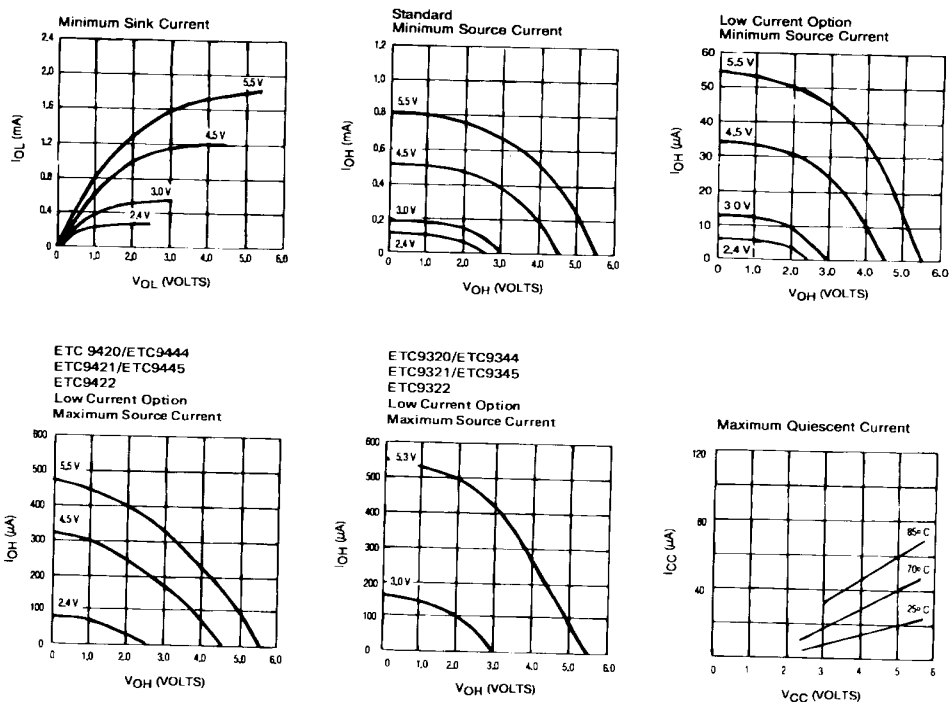 Minimum Sink Current
2,4
2,0
1,6
1,2
0,8
0,4
0
IOL (mA)
5,5 V
4,5 V
3,0 V
2,4 V
1,0 2,0 3,0 4,0 5,0 6,0
VOL (VOLTS)
Standard
Minimum Source Current
1,2
1,0
0,8
0,6
0,4
0,2
0
IOH (mA)
5,5 V
4,5 V
3,0 V
2,4 V
0 1,0 2,0 3,0 4,0 5,0 6,0
VOH (VOLTS)
Low Current Option
Minimum Source Current
60
50
40
30
20
10
0
IOH (µA)
5,5 V
4,5 V
3 0 V
2,4 V
0 1,0 2,0 3,0 4,0 5,0 6,0
VOH (VOLTS)
ETC 9420/ETC9444
ETC9421/ETC9445
ETC9422
Low Current Option
Maximum Source Current
600
500
400
300
200
100
0
IOH (µA)
5,5 V
4,5 V
2,4 V
0 1,0 2,0 3,0 4,0 5,0 6,0
VOH (VOLTS)
ETC9320/ETC9344
ETC9321/ETC9345
ETC9322
Low Current Option
Maximum Source Current
600
500
400
300
200
100
0
IOH (µA)
5,3 V
3,0 V
0 1,0 2,0 3,0 4,0 5,0 6,0
VOH (VOLTS)
Maximum Quiescent Current
120
80
40
ICC (µA)
85° C
70° C
25° C
0 1 2 3 4 5 6
VCC (VOLTS)